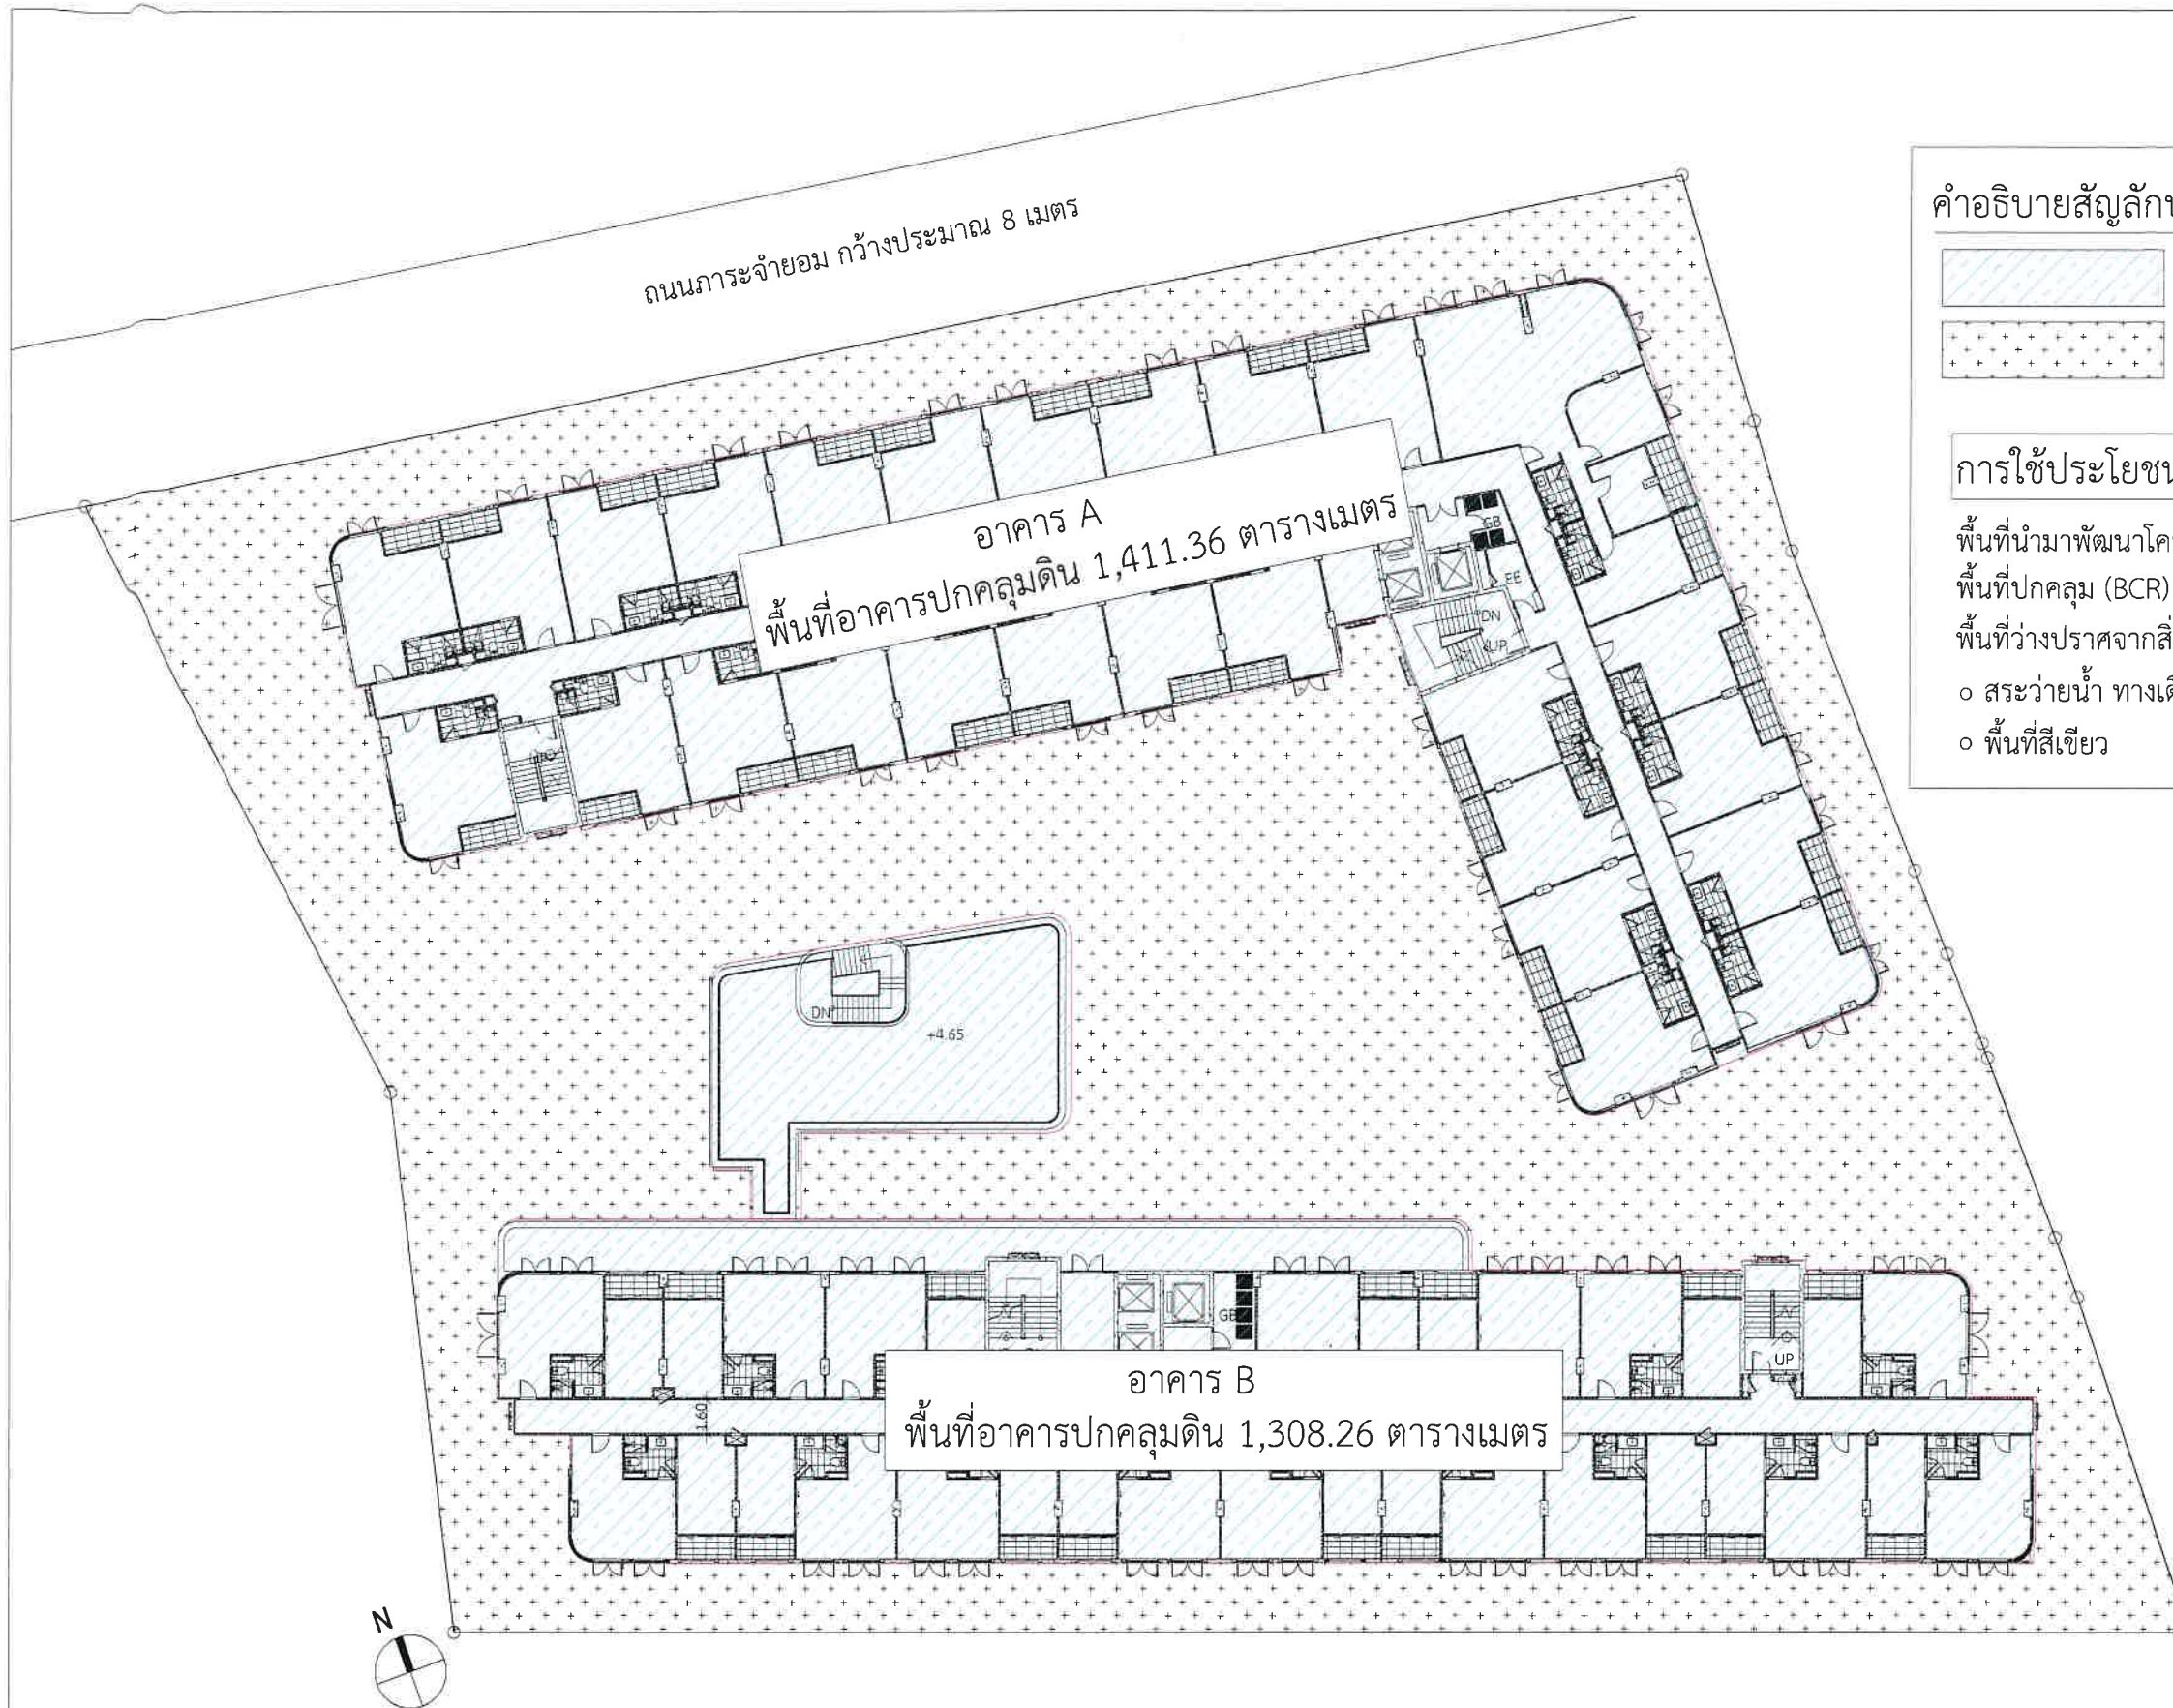 ถนนภาระจำยอม กว้างประมาณ 8 เมตร
คำอธิบายสัญลักษ
การใช้ประโยชน
พื้นที่นำมาพัฒนาโค
พื้นที่ปกคลุม (BCR)
พื้นที่ว่างปราศจากสิ
○ สระว่ายน้ำ ทางเดิ
○ พื้นที่สีเขียว
อาคาร A
พื้นที่อาคารปกคลุมดิน 1,411.36 ตารางเมตร
GB
EE
DN
UP
DN
+4.65
GB
UP
1.60
อาคาร B
พื้นที่อาคารปกคลุมดิน 1,308.26 ตารางเมตร
N